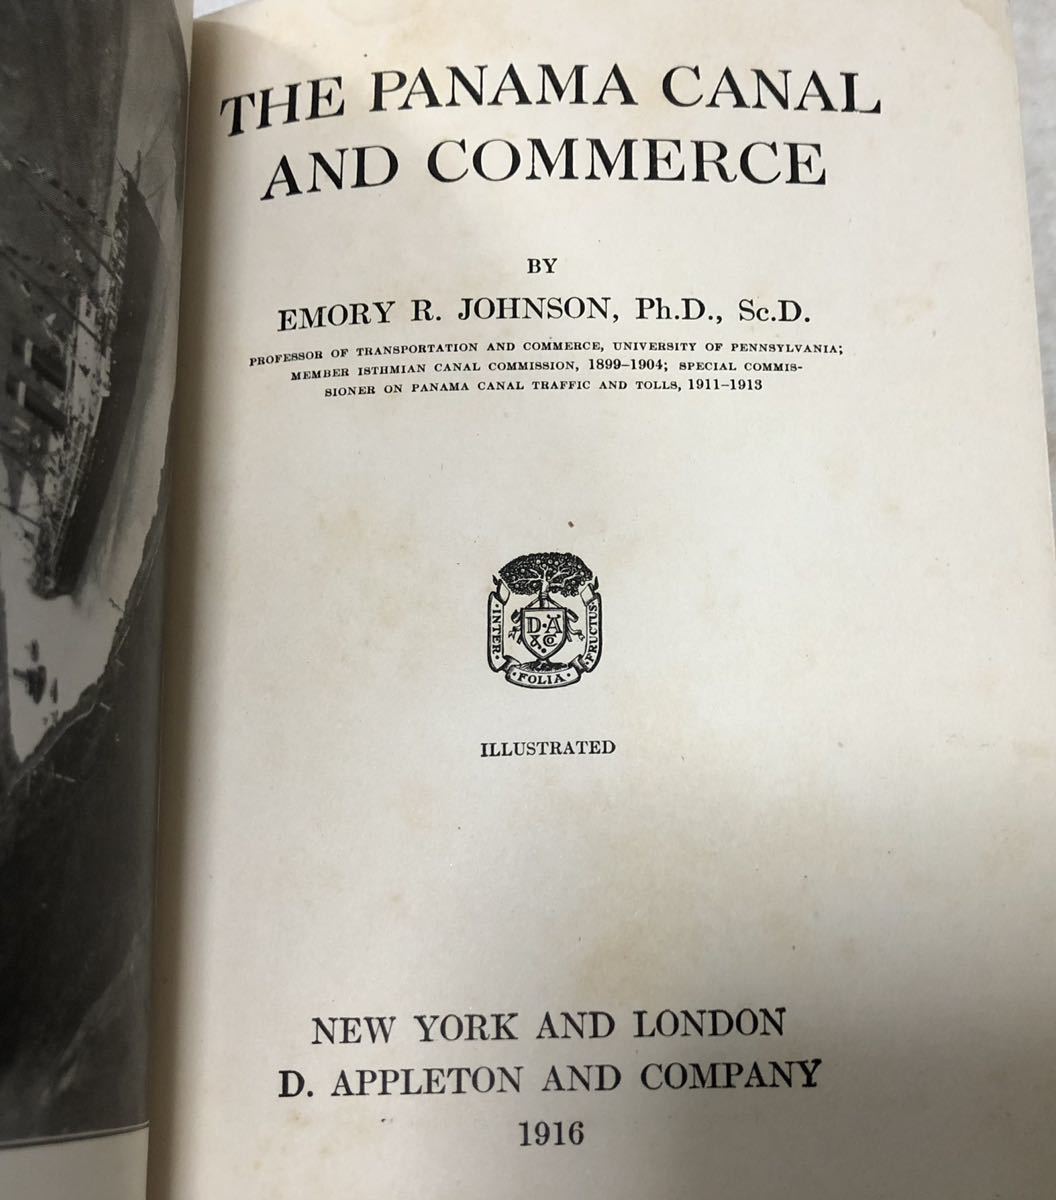 THE PANAMA CANAL
AND COMMERCE
BY
EMORY R. JOHNSON, Ph.D., Sc.D.
PROFESSOR OF TRANSPORTATION AND COMMERCE, UNIVERSITY OF PENNSYLVANIA;
MEMBER ISTHMIAN CANAL COMMISSION, 1899–1904; SPECIAL COMMIS-
SIONER ON PANAMA CANAL TRAFFIC AND TOLLS, 1911–1913
D·A
& Co
·INTER·
·FOLIA·
FRUCTUS·
ILLUSTRATED
NEW YORK AND LONDON
D. APPLETON AND COMPANY
1916